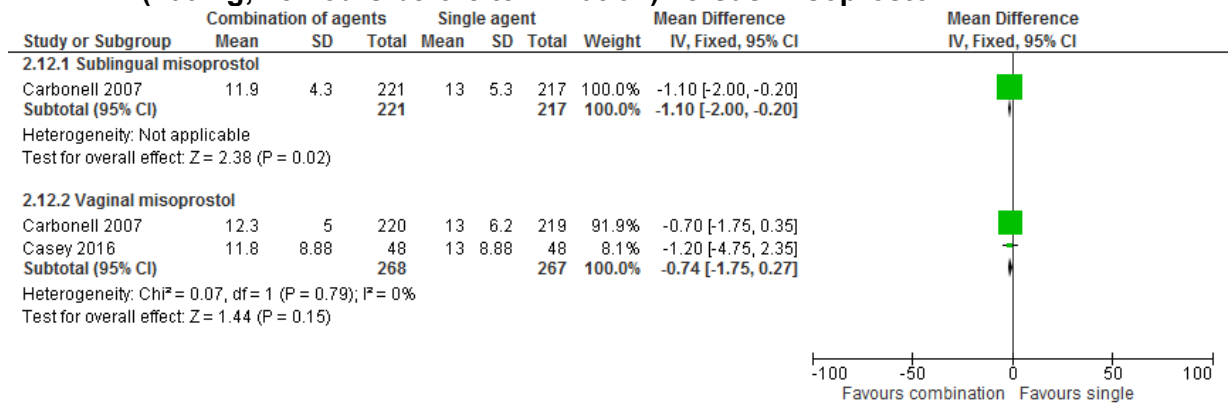 Combination of agents Single agent Mean Difference Mean Difference
Study or Subgroup Mean SD Total Mean SD Total Weight IV, Fixed, 95% CI IV, Fixed, 95% CI
2.12.1 Sublingual misoprostol
Carbonell 2007 11.9 4.3 221 13 5.3 217 100.0% -1.10 [-2.00, -0.20]
Subtotal (95% CI) 221 217 100.0% -1.10 [-2.00, -0.20]
Heterogeneity: Not applicable
Test for overall effect: Z = 2.38 (P = 0.02)
2.12.2 Vaginal misoprostol
Carbonell 2007 12.3 5 220 13 6.2 219 91.9% -0.70 [-1.75, 0.35]
Casey 2016 11.8 8.88 48 13 8.88 48 8.1% -1.20 [-4.75, 2.35]
Subtotal (95% CI) 268 267 100.0% -0.74 [-1.75, 0.27]
Heterogeneity: Chi² = 0.07, df = 1 (P = 0.79); I² = 0%
Test for overall effect: Z = 1.44 (P = 0.15)
-100 -50 0 50 100
Favours combination Favours single